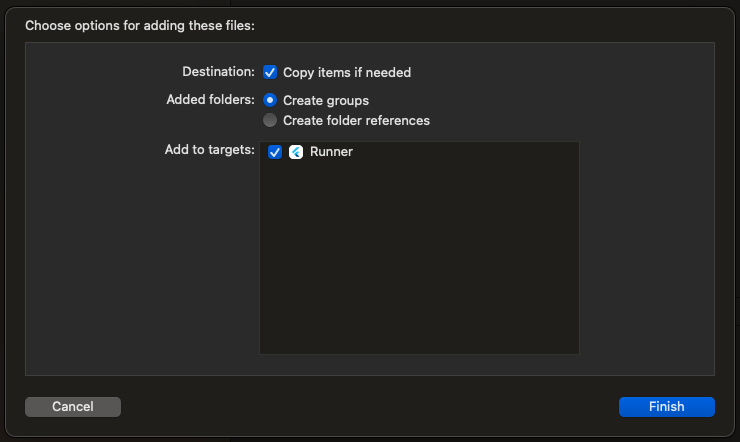 Choose options for adding these files:
Destination: Copy items if needed
Added folders: Create groups
Create folder references
Add to targets: Runner
Cancel Finish